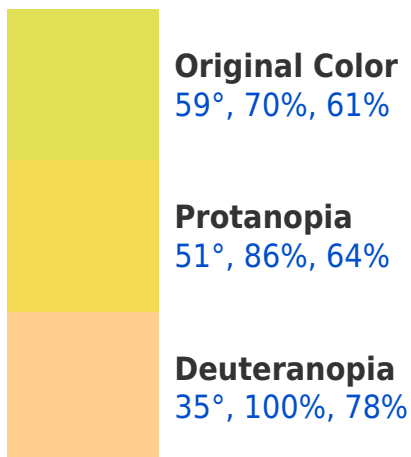 Original Color
59°, 70%, 61%
Protanopia
51°, 86%, 64%
Deuteranopia
35°, 100%, 78%